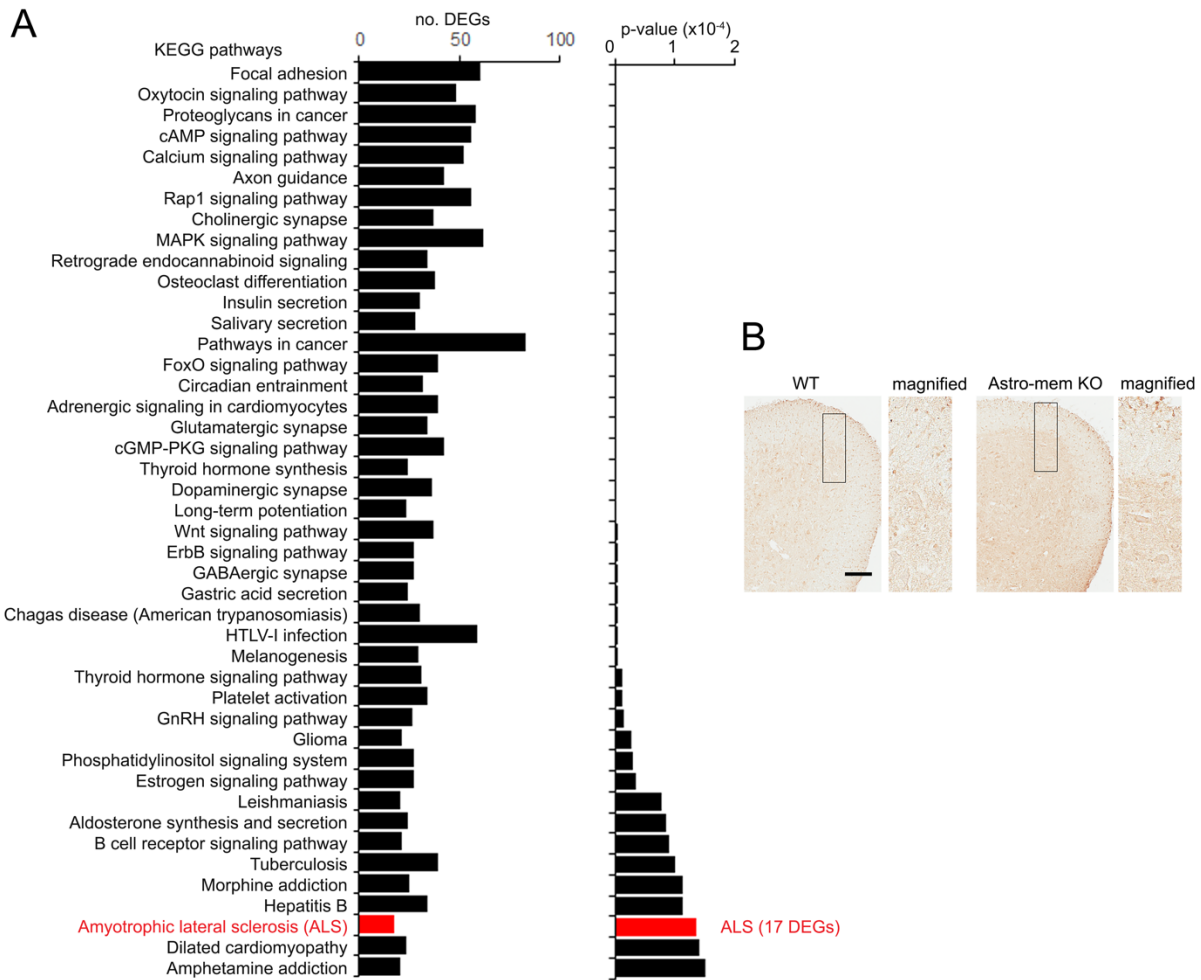 A
no. DEGs
p-value (x10⁻⁴)
KEGG pathways
0 50 100
0 1 2
Focal adhesion
Oxytocin signaling pathway
Proteoglycans in cancer
cAMP signaling pathway
Calcium signaling pathway
Axon guidance
Rap1 signaling pathway
Cholinergic synapse
MAPK signaling pathway
Retrograde endocannabinoid signaling
Osteoclast differentiation
Insulin secretion
Salivary secretion
Pathways in cancer
FoxO signaling pathway
Circadian entrainment
Adrenergic signaling in cardiomyocytes
Glutamatergic synapse
cGMP-PKG signaling pathway
Thyroid hormone synthesis
Dopaminergic synapse
Long-term potentiation
Wnt signaling pathway
ErbB signaling pathway
GABAergic synapse
Gastric acid secretion
Chagas disease (American trypanosomiasis)
HTLV-I infection
Melanogenesis
Thyroid hormone signaling pathway
Platelet activation
GnRH signaling pathway
Glioma
Phosphatidylinositol signaling system
Estrogen signaling pathway
Leishmaniasis
Aldosterone synthesis and secretion
B cell receptor signaling pathway
Tuberculosis
Morphine addiction
Hepatitis B
Amyotrophic lateral sclerosis (ALS)
ALS (17 DEGs)
Dilated cardiomyopathy
Amphetamine addiction
B
WT magnified Astro-mem KO magnified